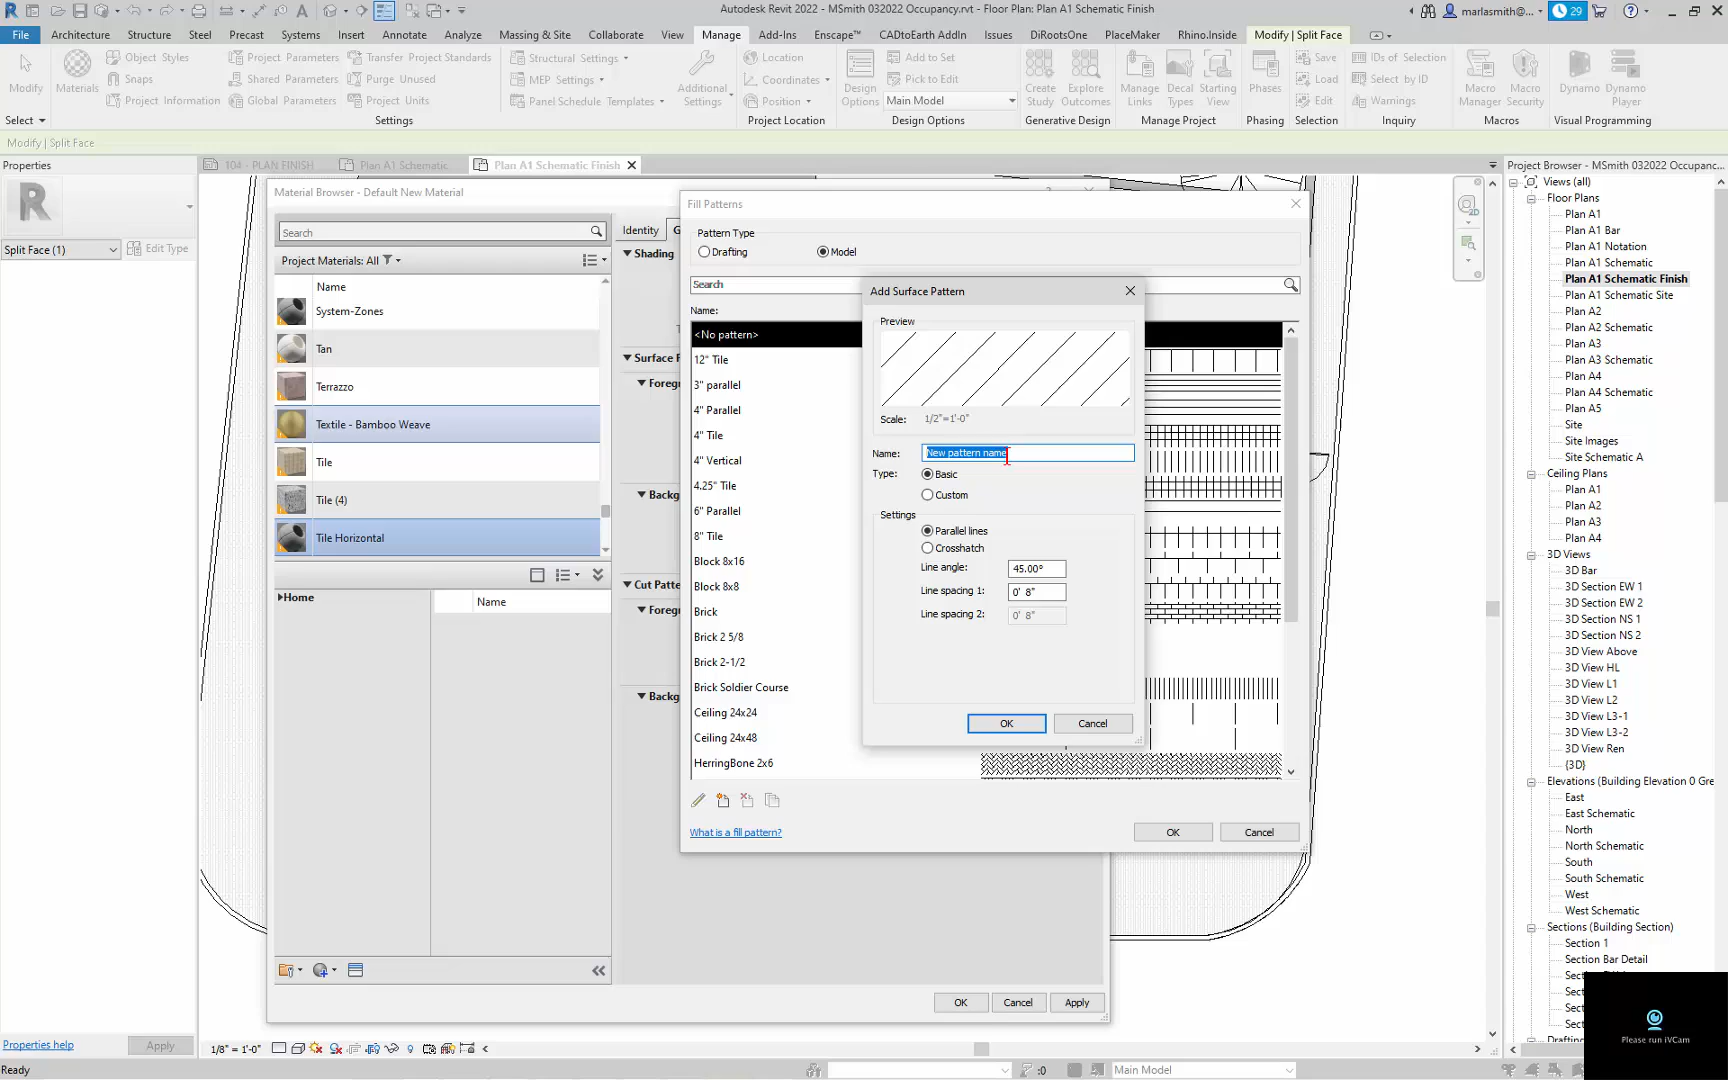 Autodesk Revit 2022 - MSmith 032022 Occupancy.rvt - Floor Plan: Plan A1 Schematic Finish
marlasmith@...
29
File Architecture Structure Steel Precast Systems Insert Annotate Analyze Massing & Site Collaborate View Manage Add-Ins Enscape™ CADtoEarth AddIn Issues DiRootsOne PlaceMaker Rhino.Inside Modify | Split Face
Modify
Materials
Object Styles
Snaps
Project Information
Project Parameters
Shared Parameters
Global Parameters
Transfer Project Standards
Purge Unused
Project Units
Structural Settings
MEP Settings
Panel Schedule Templates
Additional Settings
Location
Coordinates
Position
Design Options
Add to Set
Pick to Edit
Main Model
Create Study
Explore Outcomes
Manage Links
Decal Types
Starting View
Phases
Save
Load
Edit
IDs of Selection
Select by ID
Warnings
Macro Manager
Macro Security
Dynamo
Dynamo Player
Select Settings Project Location Design Options Generative Design Manage Project Phasing Selection Inquiry Macros Visual Programming
Modify | Split Face
Properties
Split Face (1)
Edit Type
Properties help
Apply
104 - PLAN FINISH
Plan A1 Schematic
Plan A1 Schematic Finish
Material Browser - Default New Material
Search
Project Materials: All
Name
System-Zones
Tan
Terrazzo
Textile - Bamboo Weave
Tile
Tile (4)
Tile Horizontal
Home
Name
Identity
Shading
Surface P
Foregr
Backg
Cut Patte
Foregr
Backg
OK
Cancel
Apply
Fill Patterns
Pattern Type
Drafting
Model
Search
Name:
<No pattern>
12" Tile
3" parallel
4" Parallel
4" Tile
4" Vertical
4.25" Tile
6" Parallel
8" Tile
Block 8x16
Block 8x8
Brick
Brick 2 5/8
Brick 2-1/2
Brick Soldier Course
Ceiling 24x24
Ceiling 24x48
HerringBone 2x6
What is a fill pattern?
OK
Cancel
Add Surface Pattern
Preview
Scale: 1/2"=1'-0"
Name: New pattern name
Type: Basic
Custom
Settings
Parallel lines
Crosshatch
Line angle: 45.00°
Line spacing 1: 0' 8"
Line spacing 2: 0' 8"
OK
Cancel
2D
Project Browser - MSmith 032022 Occupanc...
Views (all)
Floor Plans
Plan A1
Plan A1 Bar
Plan A1 Notation
Plan A1 Schematic
Plan A1 Schematic Finish
Plan A1 Schematic Site
Plan A2
Plan A2 Schematic
Plan A3
Plan A3 Schematic
Plan A4
Plan A4 Schematic
Plan A5
Site
Site Images
Site Schematic A
Ceiling Plans
Plan A1
Plan A2
Plan A3
Plan A4
3D Views
3D Bar
3D Section EW 1
3D Section EW 2
3D Section NS 1
3D Section NS 2
3D View Above
3D View HL
3D View L1
3D View L2
3D View L3-1
3D View L3-2
3D View Ren
{3D}
Elevations (Building Elevation 0 Gre
East
East Schematic
North
North Schematic
South
South Schematic
West
West Schematic
Sections (Building Section)
Section 1
Section Bar Detail
Sect
Sect
Sect
Sect
Draftin
Please run iVCam
1/8" = 1'-0"
Ready
:0
Main Model